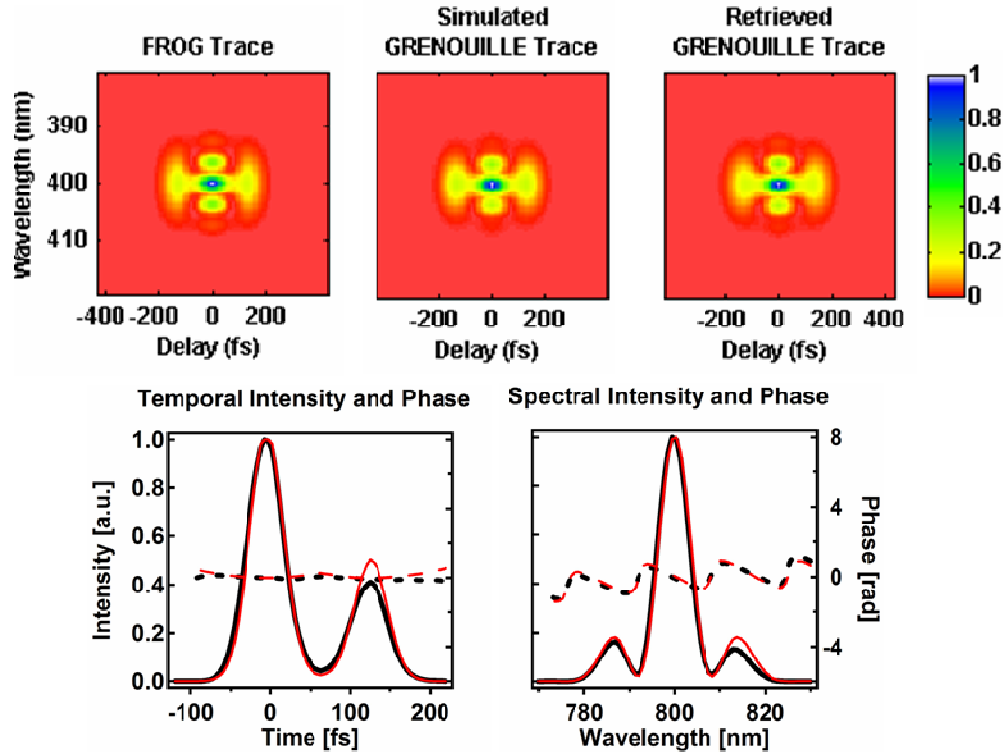 FROG Trace
Simulated
GRENOUILLE Trace
Retrieved
GRENOUILLE Trace
Wavelength (nm)
390
400
410
-400 -200 0 200
Delay (fs)
-200 0 200
Delay (fs)
-200 0 200 400
Delay (fs)
1
0.8
0.6
0.4
0.2
0
Temporal Intensity and Phase
Intensity [a.u.]
1.0
0.8
0.6
0.4
0.2
0.0
-100 0 100 200
Time [fs]
Spectral Intensity and Phase
8
4
0
-4
Phase [rad]
780 800 820
Wavelength [nm]